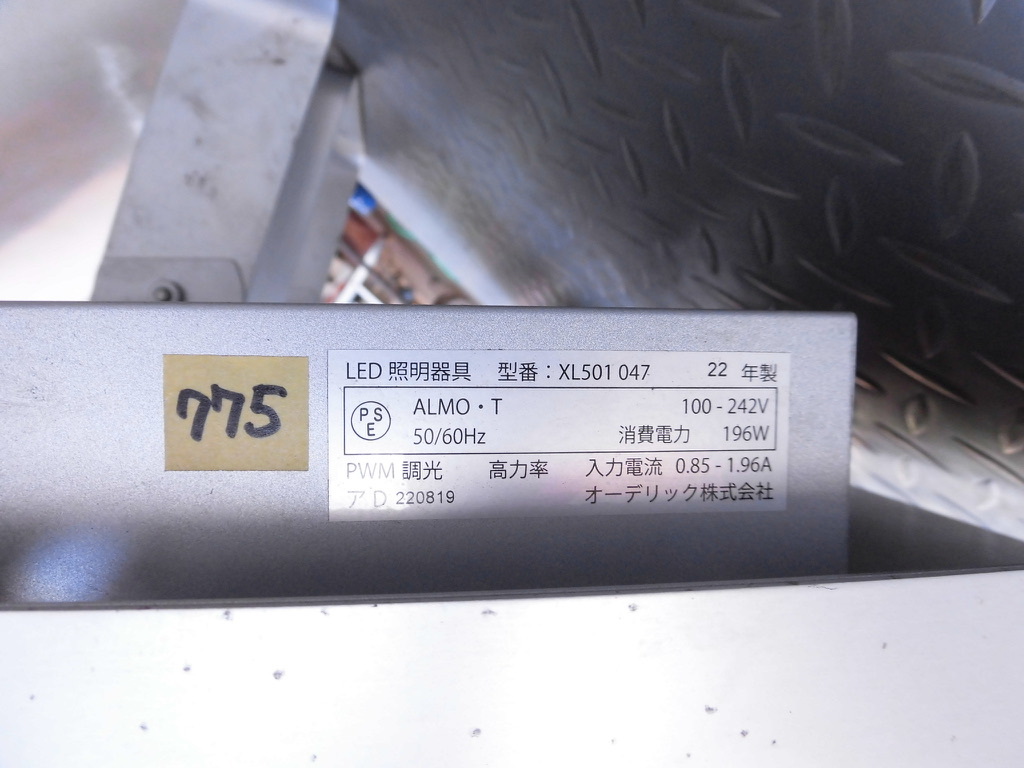 775
LED 照明器具 型番：XL501 047 22 年製
PSE ALMO・T 100 - 242V
50/60Hz 消費電力 196W
PWM 調光 高力率 入力電流 0.85 - 1.96A
ア D 220819 オーデリック株式会社